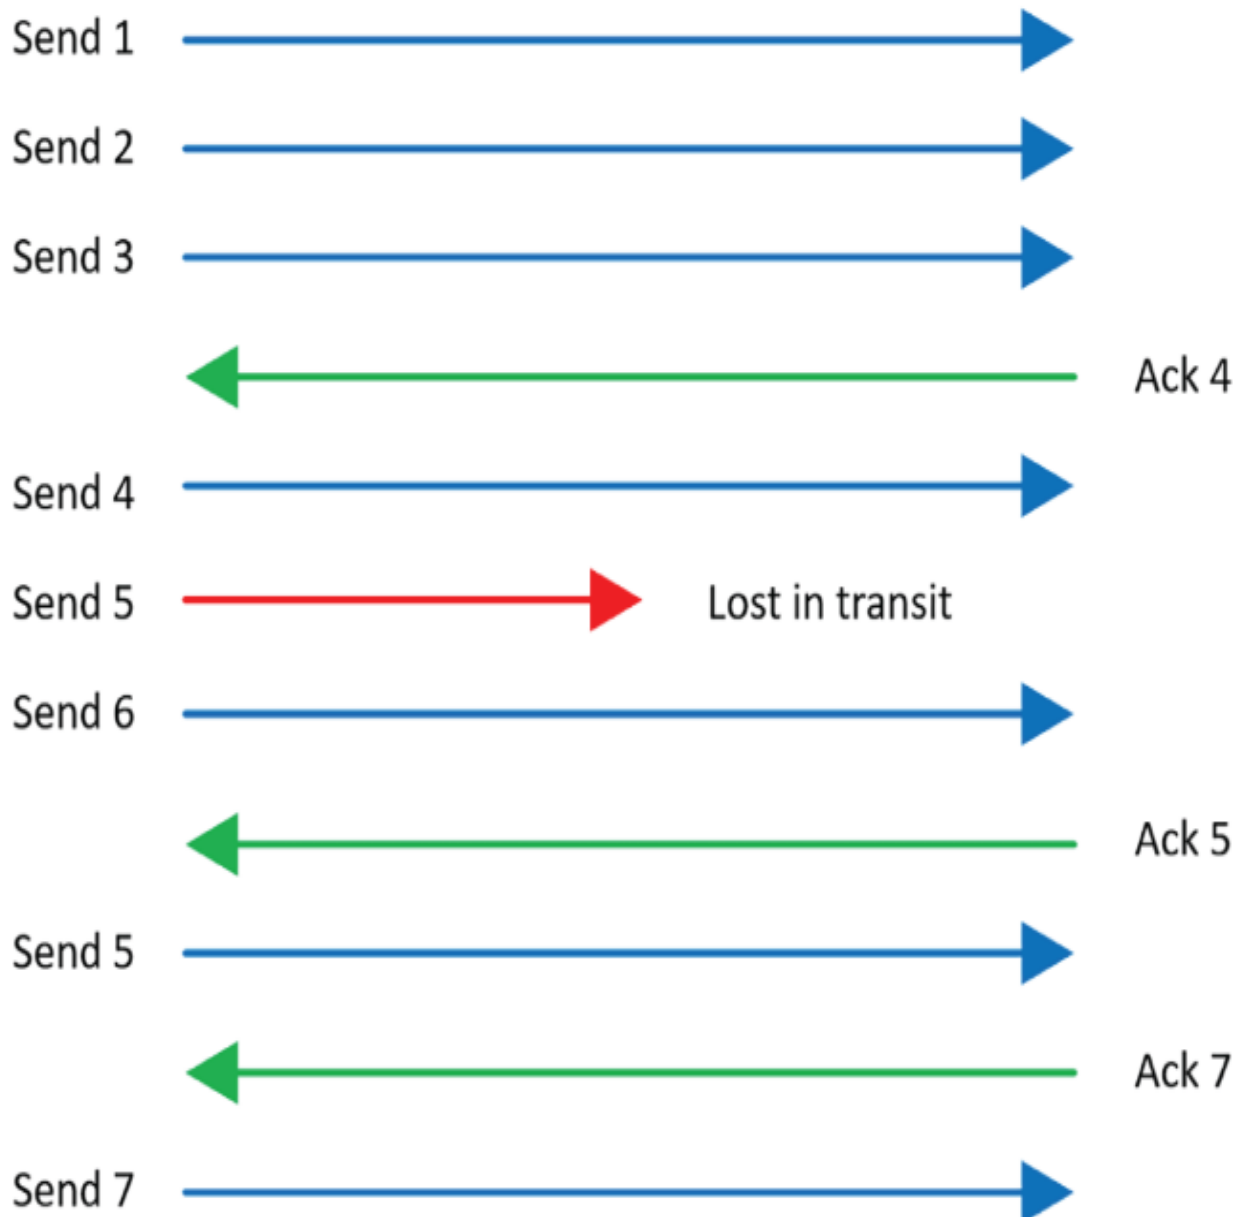 Send 1
Send 2
Send 3
Ack 4
Send 4
Send 5
Lost in transit
Send 6
Ack 5
Send 5
Ack 7
Send 7